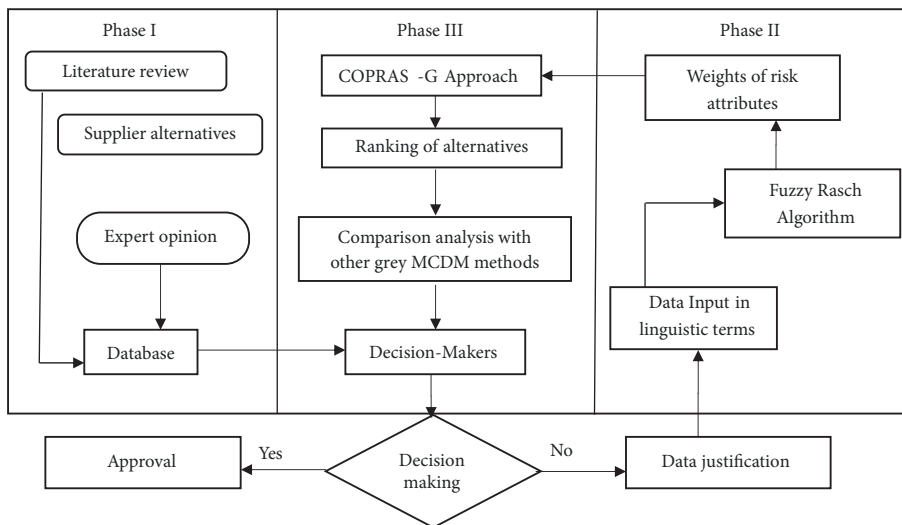 Phase I
Literature review
Supplier alternatives
Expert opinion
Database
Phase III
COPRAS -G Approach
Ranking of alternatives
Comparison analysis with
other grey MCDM methods
Decision-Makers
Phase II
Weights of risk
attributes
Fuzzy Rasch
Algorithm
Data Input in
linguistic terms
Approval
Yes
Decision
making
No
Data justification